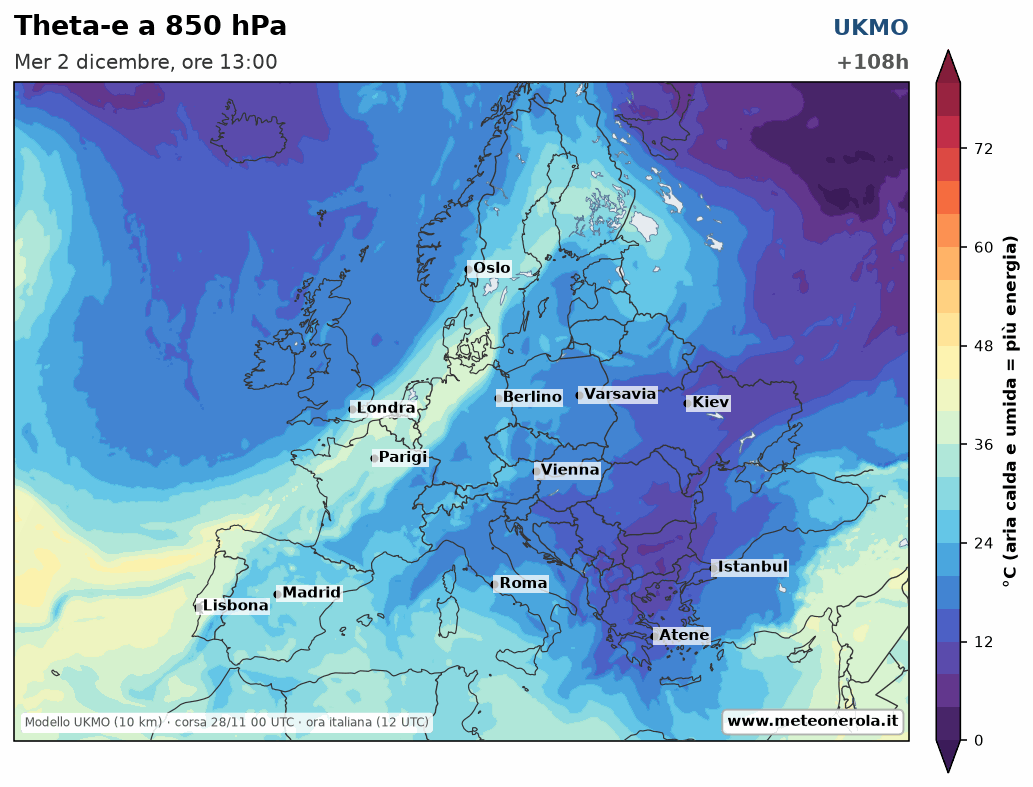 Theta-e a 850 hPa
UKMO
Mer 2 dicembre, ore 13:00
+108h
72
60
48
36
24
12
0
°C (aria calda e umida = più energia)
Oslo
Londra
Berlino
Varsavia
Kiev
Parigi
Vienna
Istanbul
Roma
Madrid
Lisbona
Atene
Modello UKMO (10 km) · corsa 28/11 00 UTC · ora italiana (12 UTC)
www.meteonerola.it